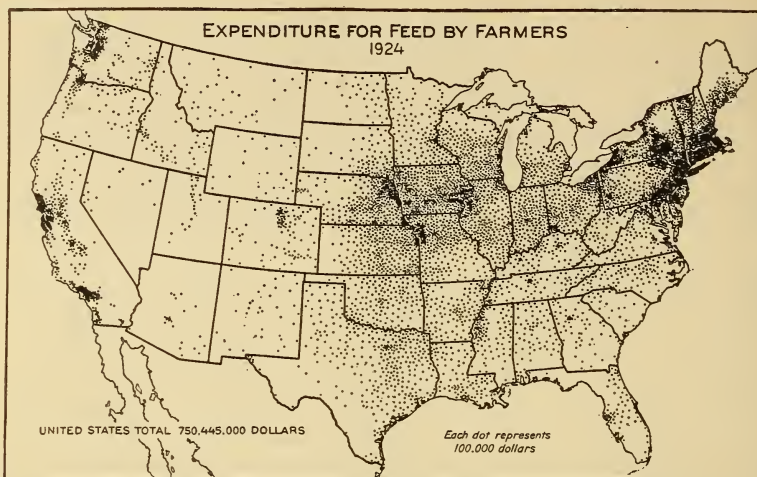 EXPENDITURE FOR FEED BY FARMERS
1924
UNITED STATES TOTAL 750,445,000 DOLLARS
Each dot represents
100,000 dollars